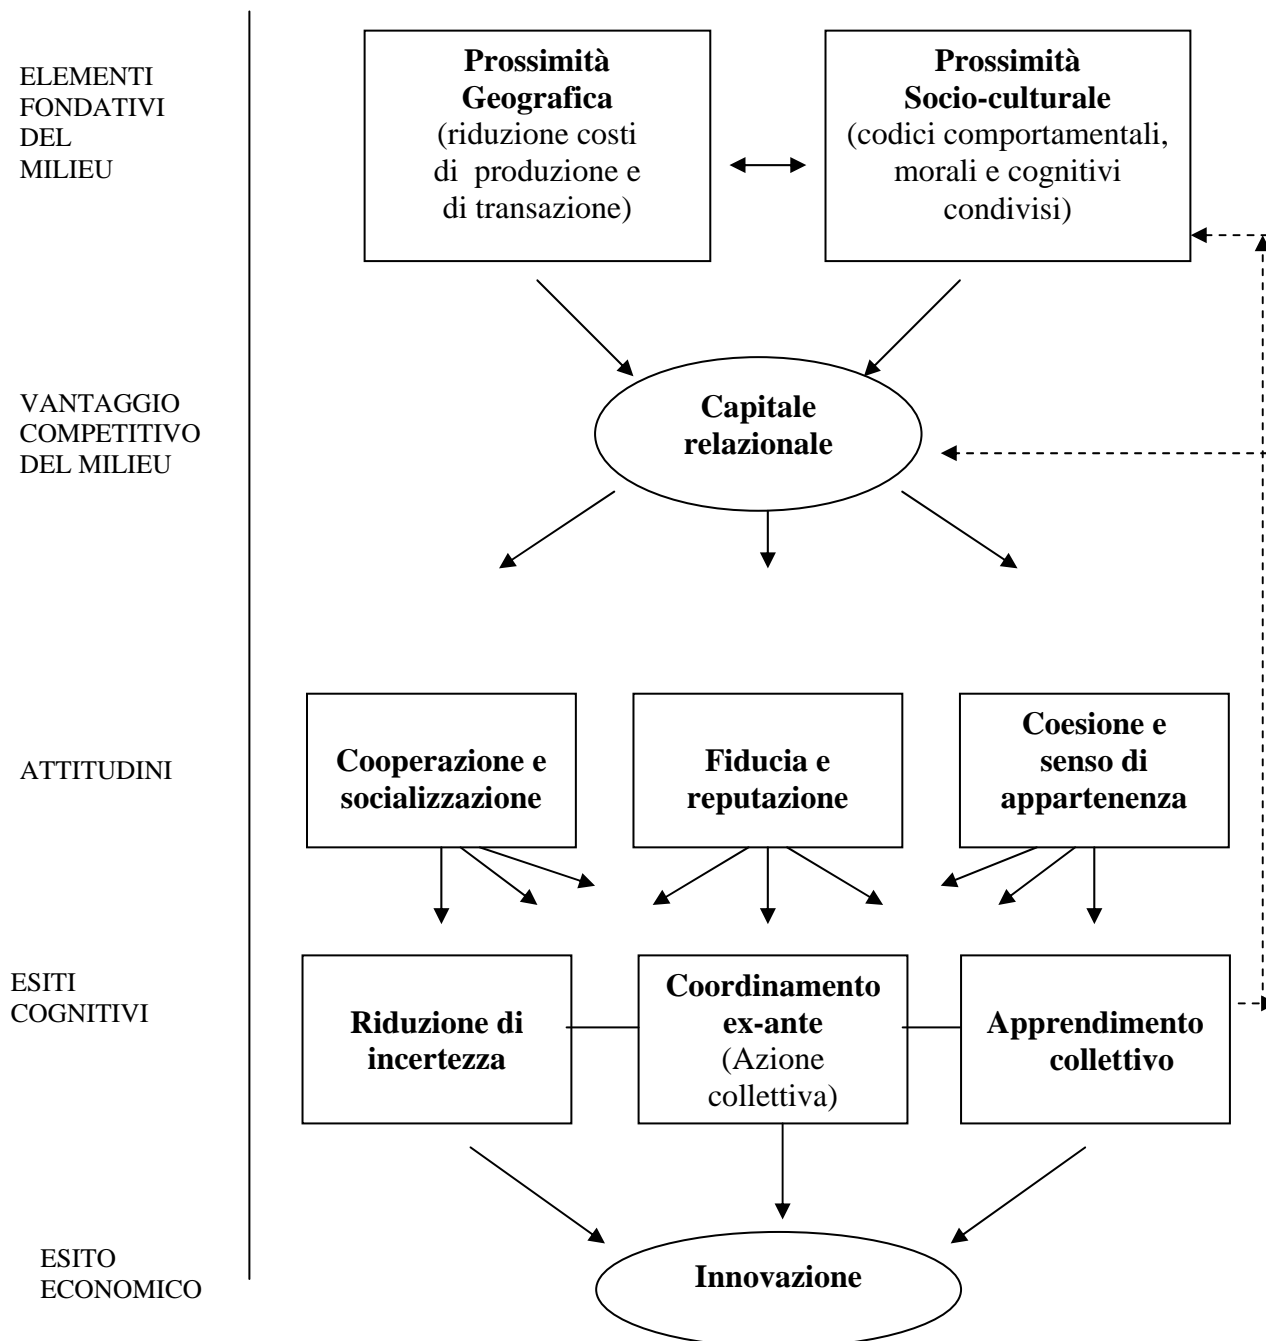 ELEMENTI
FONDATIVI
DEL
MILIEU
Prossimità
Geografica
(riduzione costi
di produzione e
di transazione)
Prossimità
Socio-culturale
(codici comportamentali,
morali e cognitivi
condivisi)
VANTAGGIO
COMPETITIVO
DEL MILIEU
Capitale
relazionale
ATTITUDINI
Cooperazione e
socializzazione
Fiducia e
reputazione
Coesione e
senso di
appartenenza
ESITI
COGNITIVI
Riduzione di
incertezza
Coordinamento
ex-ante
(Azione
collettiva)
Apprendimento
collettivo
ESITO
ECONOMICO
Innovazione